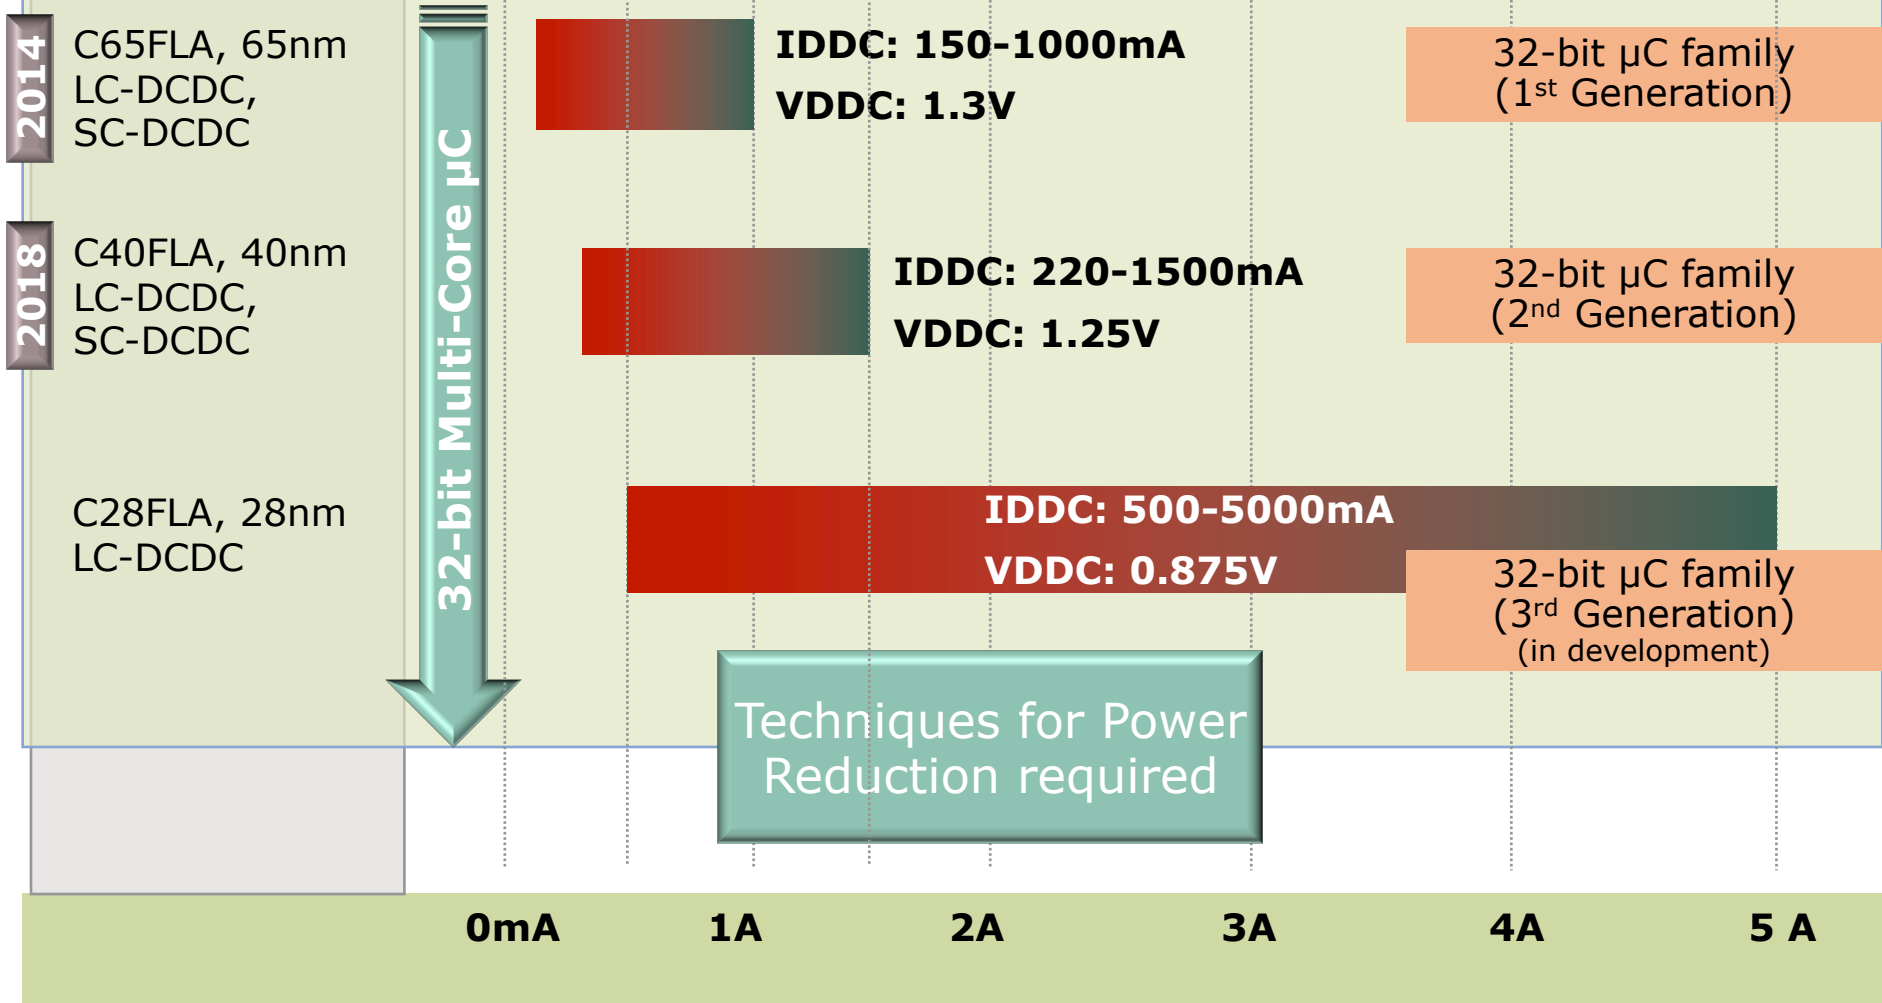 2014
C65FLA, 65nm
LC-DCDC,
SC-DCDC
IDDC: 150-1000mA
VDDC: 1.3V
32-bit µC family
(1st Generation)
32-bit Multi-Core µC
2018
C40FLA, 40nm
LC-DCDC,
SC-DCDC
IDDC: 220-1500mA
VDDC: 1.25V
32-bit µC family
(2nd Generation)
C28FLA, 28nm
LC-DCDC
IDDC: 500-5000mA
VDDC: 0.875V
32-bit µC family
(3rd Generation)
(in development)
Techniques for Power
Reduction required
0mA 1A 2A 3A 4A 5 A